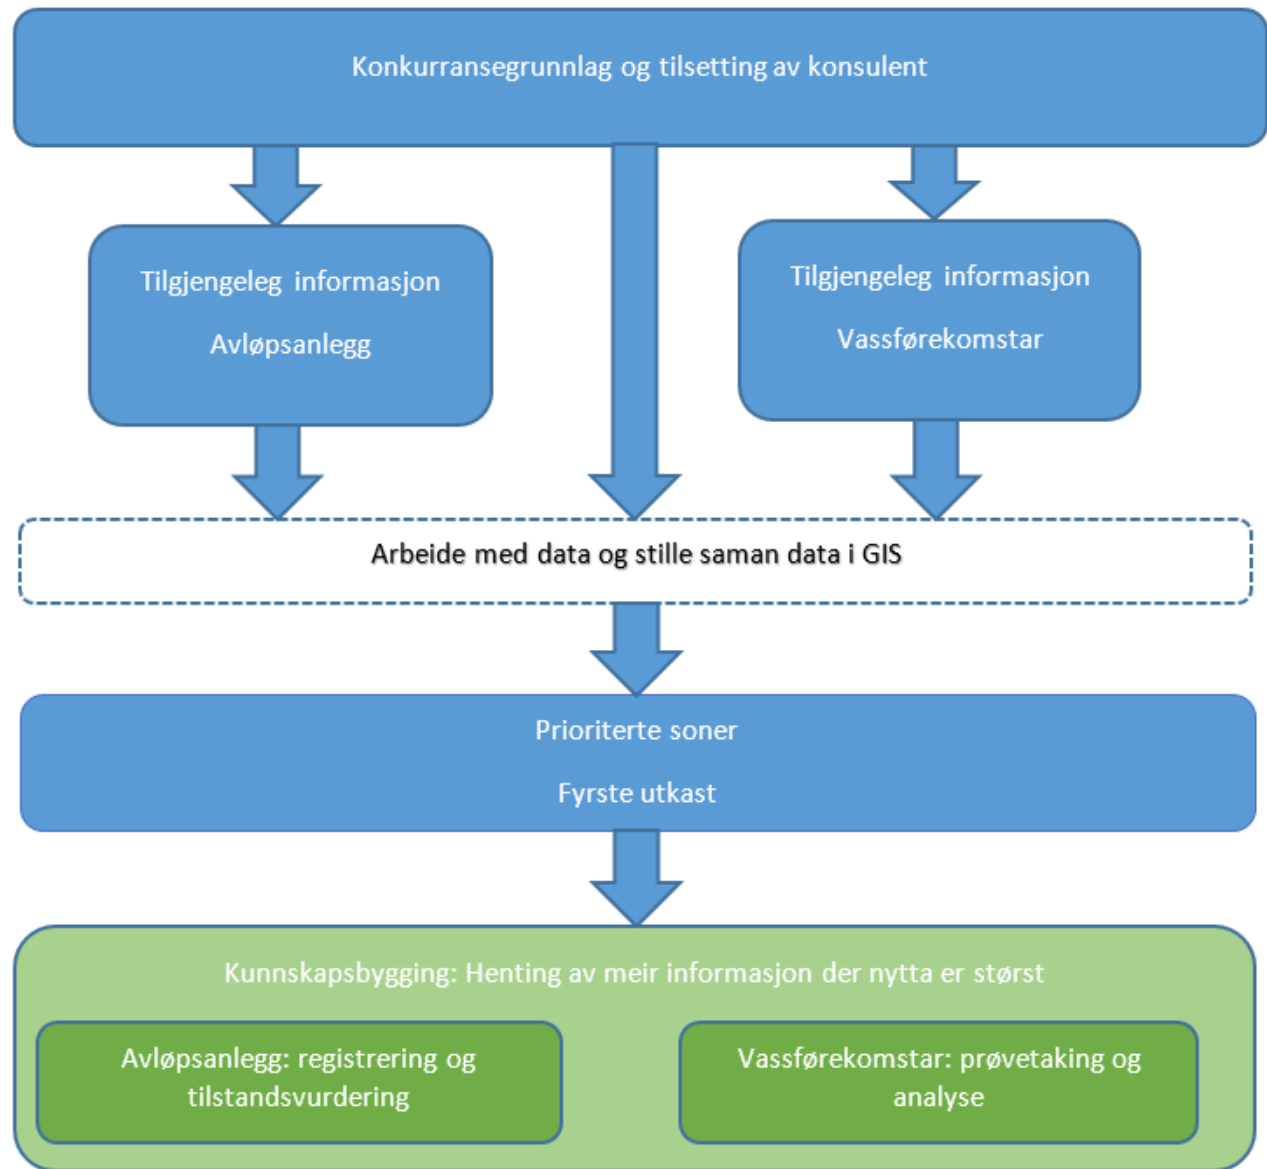 Konkurransegrunnlag og tilsetting av konsulent
Tilgjengeleg informasjon
Avløpsanlegg
Tilgjengeleg informasjon
Vassførekomstar
Arbeide med data og stille saman data i GIS
Prioriterte soner
Fyrste utkast
Kunnskapsbygging: Henting av meir informasjon der nytta er størst
Avløpsanlegg: registrering og
tilstandsvurdering
Vassførekomstar: prøvetaking og
analyse